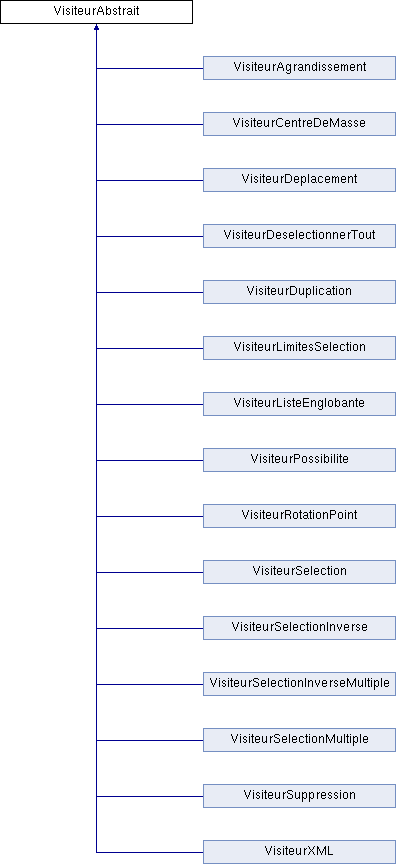 VisiteurAbstrait
VisiteurAgrandissement
VisiteurCentreDeMasse
VisiteurDeplacement
VisiteurDeselectionnerTout
VisiteurDuplication
VisiteurLimitesSelection
VisiteurListeEnglobante
VisiteurPossibilite
VisiteurRotationPoint
VisiteurSelection
VisiteurSelectionInverse
VisiteurSelectionInverseMultiple
VisiteurSelectionMultiple
VisiteurSuppression
VisiteurXML